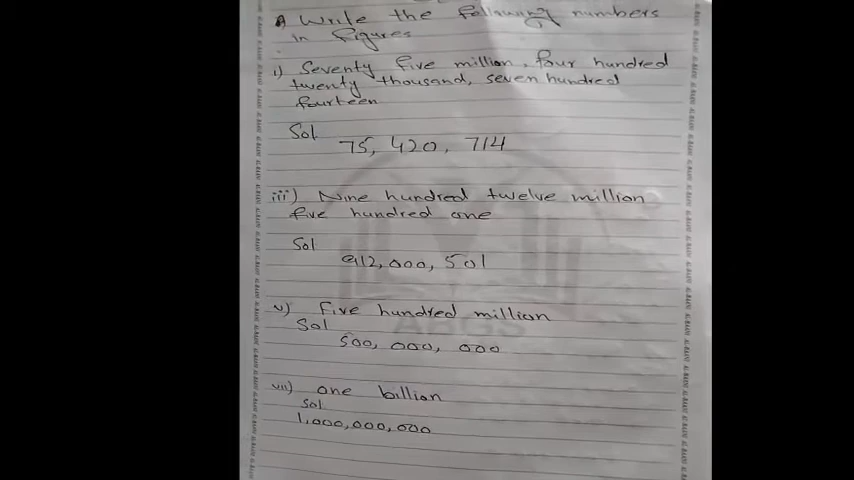 A Write the following numbers
in figures
i) Seventy five million, four hundred
twenty thousand, seven hundred
fourteen
Sol
75, 420, 714
iii) Nine hundred twelve million
five hundred one
Sol
912,000, 501
v) Five hundred million
Sol
500, 000, 000
vii) one billion
Sol
1,000,000,000